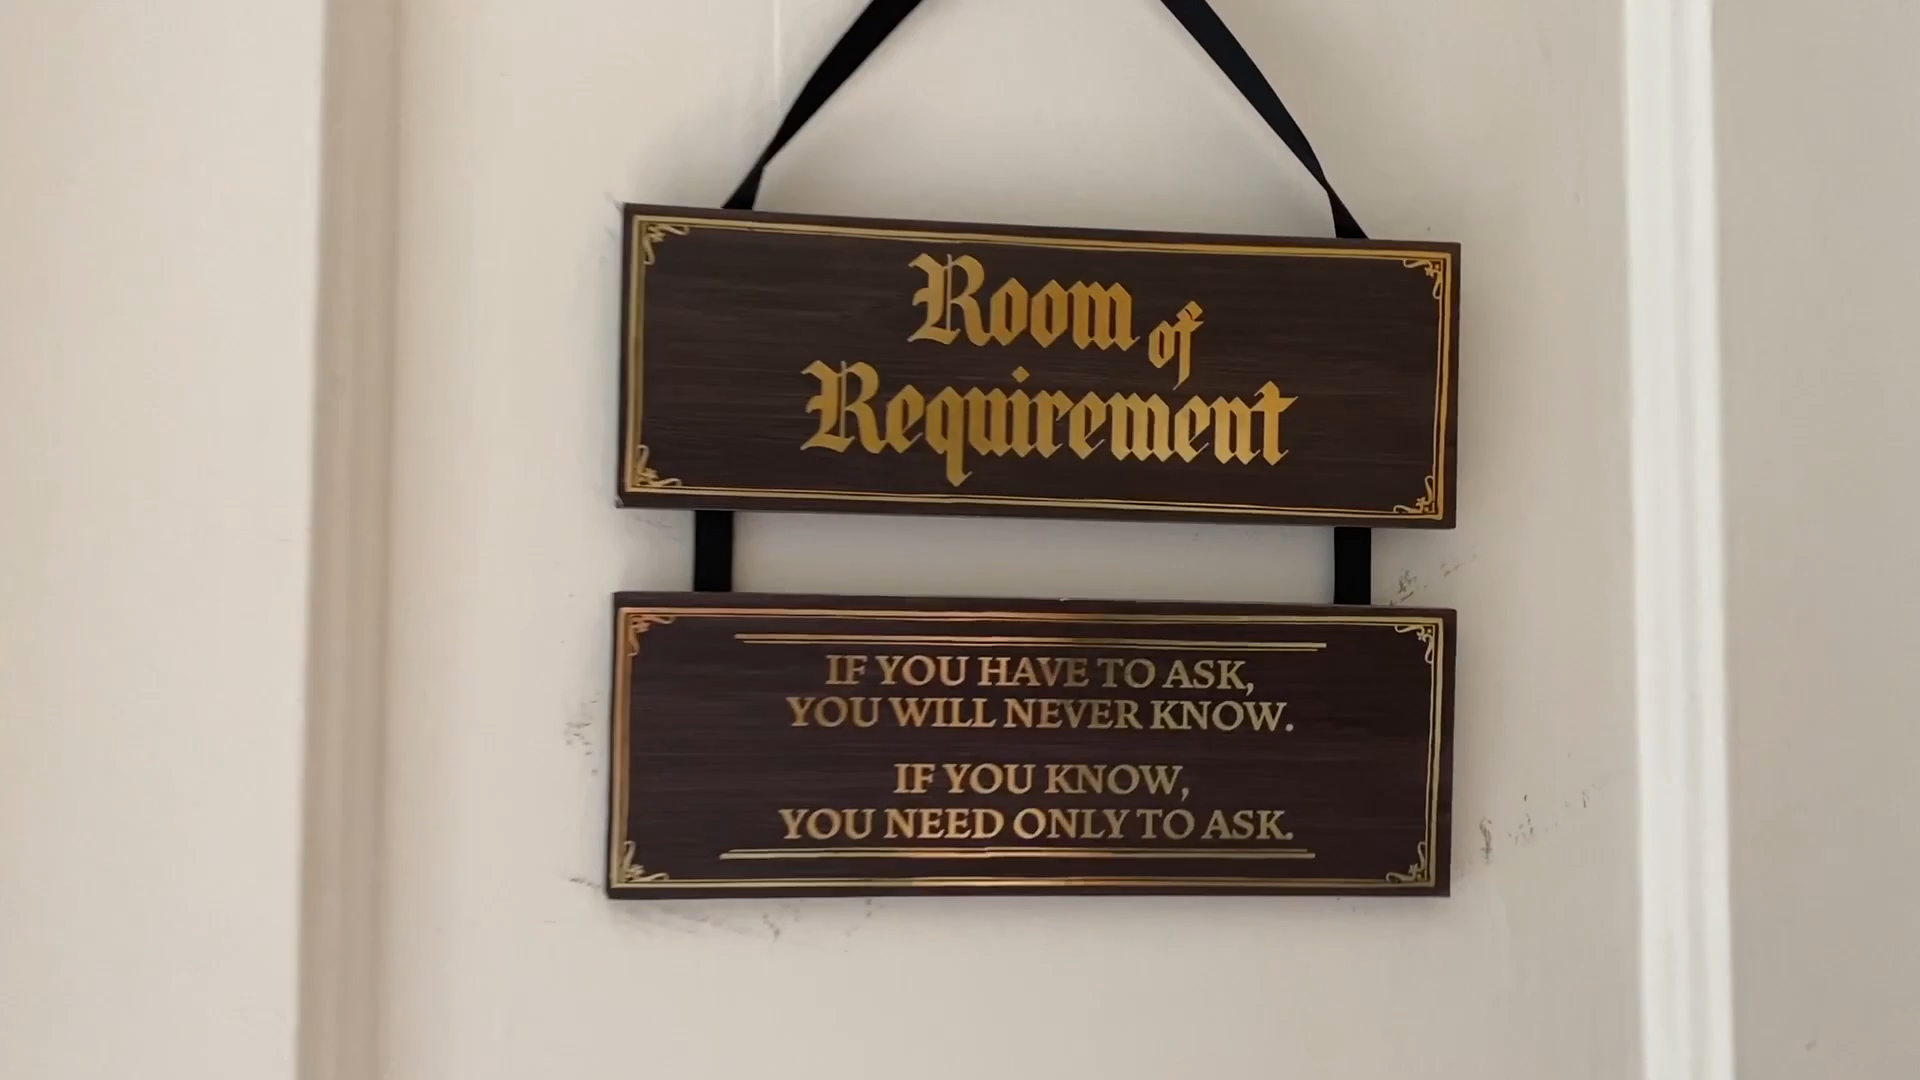 Room of
Requirement
IF YOU HAVE TO ASK,
YOU WILL NEVER KNOW.
IF YOU KNOW,
YOU NEED ONLY TO ASK.